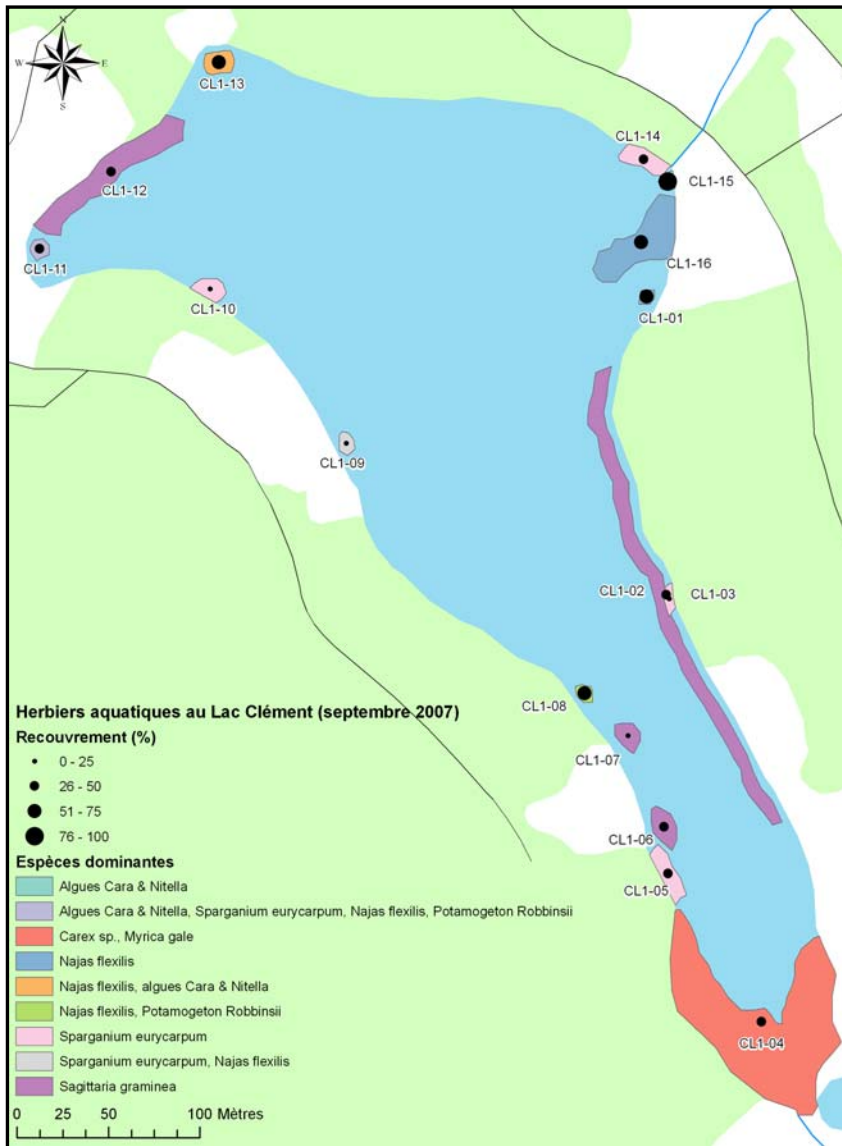 N
W E
S
CL1-13
CL1-14
CL1-12
CL1-15
CL1-11
CL1-16
CL1-10
CL1-01
CL1-09
CL1-02
CL1-03
CL1-08
CL1-07
CL1-06
CL1-05
CL1-04
Herbiers aquatiques au Lac Clément (septembre 2007)
Recouvrement (%)
0 - 25
26 - 50
51 - 75
76 - 100
Espèces dominantes
Algues Cara & Nitella
Algues Cara & Nitella, Sparganium eurycarpum, Najas flexilis, Potamogeton Robbinsii
Carex sp., Myrica gale
Najas flexilis
Najas flexilis, algues Cara & Nitella
Najas flexilis, Potamogeton Robbinsii
Sparganium eurycarpum
Sparganium eurycarpum, Najas flexilis
Sagittaria graminea
0 25 50 100 Mètres